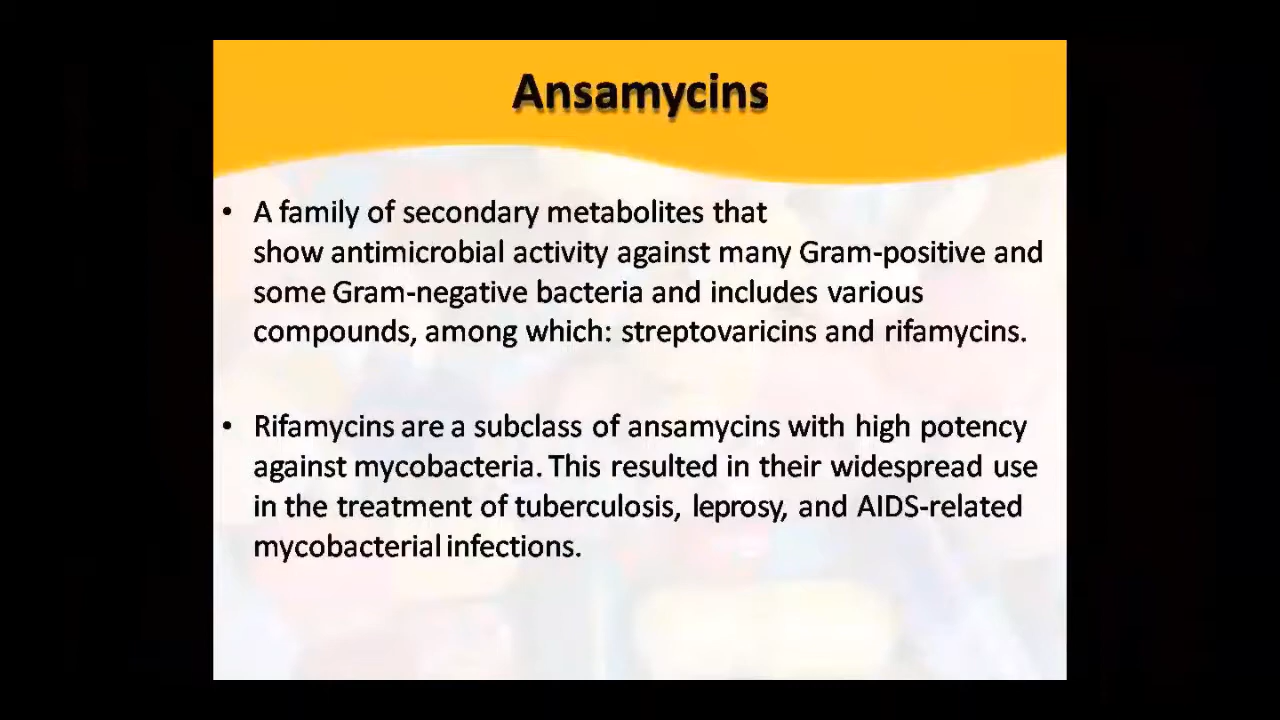 Ansamycins
• A family of secondary metabolites that
show antimicrobial activity against many Gram-positive and
some Gram-negative bacteria and includes various
compounds, among which: streptovaricins and rifamycins.
• Rifamycins are a subclass of ansamycins with high potency
against mycobacteria. This resulted in their widespread use
in the treatment of tuberculosis, leprosy, and AIDS-related
mycobacterial infections.